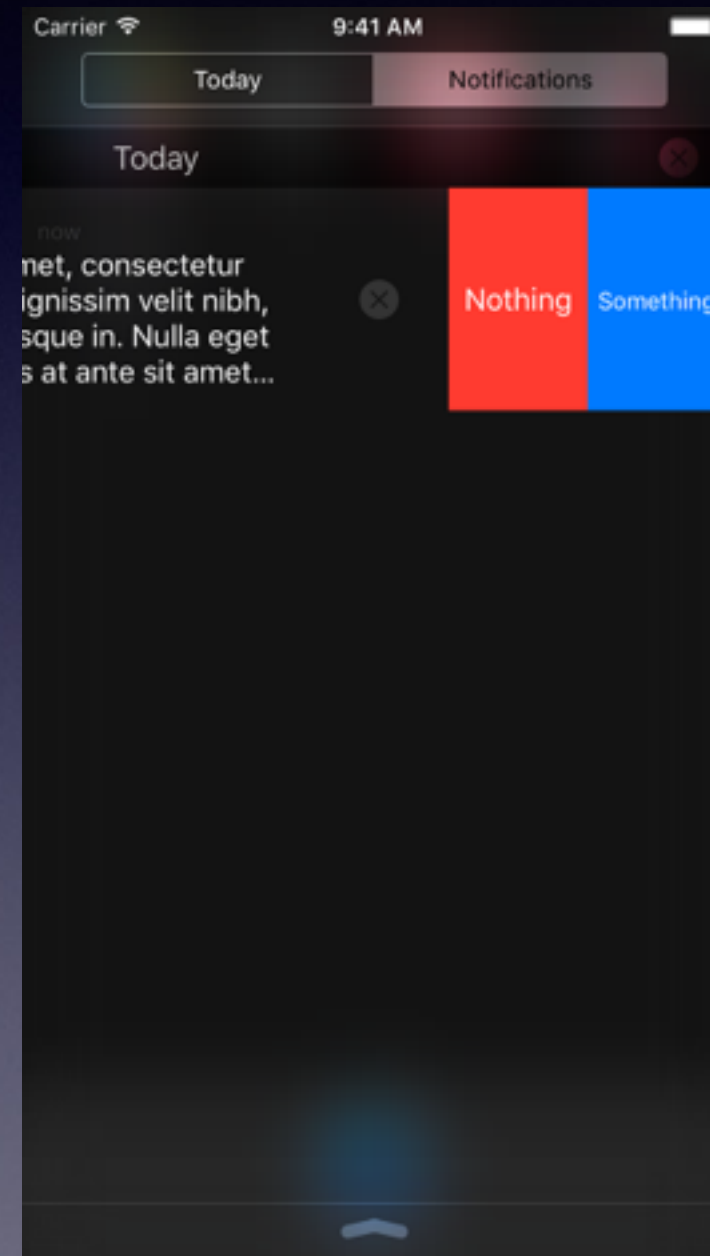 Carrier 9:41 AM
Today Notifications
Today
now
met, consectetur
ignissim velit nibh,
sque in. Nulla eget
s at ante sit amet...
Nothing Something